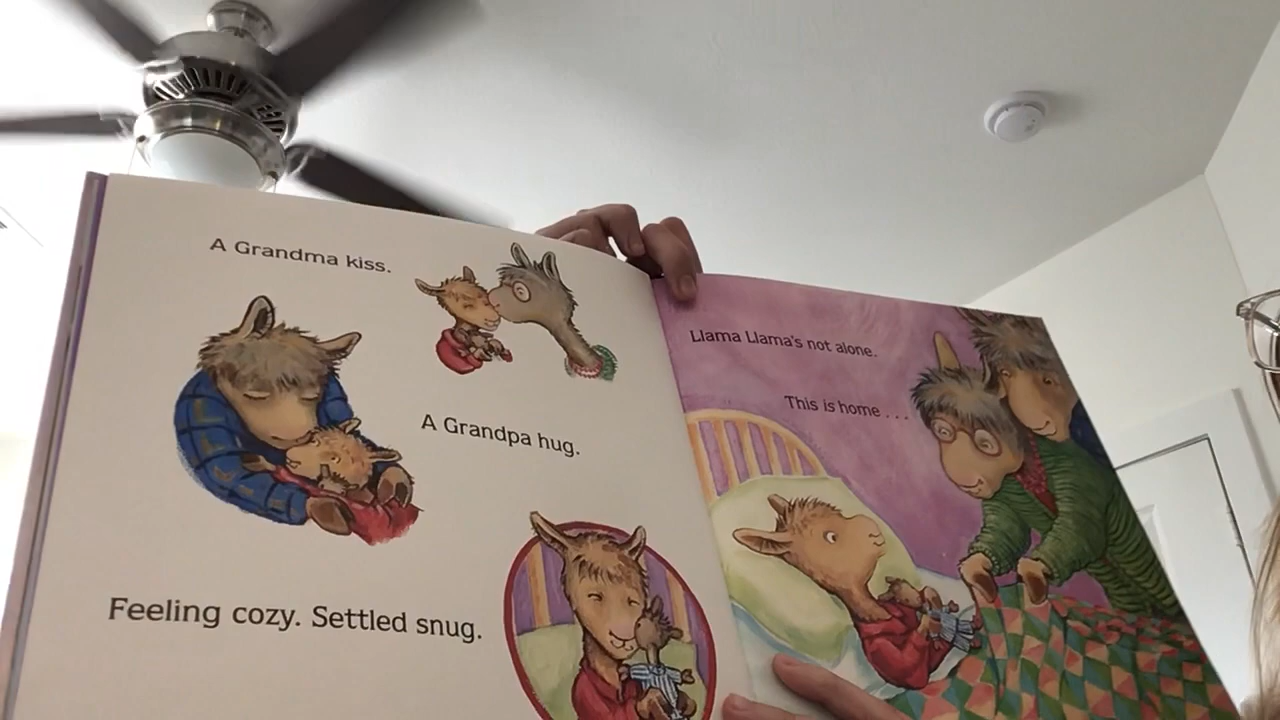 A Grandma kiss.
A Grandpa hug.
Feeling cozy. Settled snug.
Llama Llama's not alone.
This is home . . .